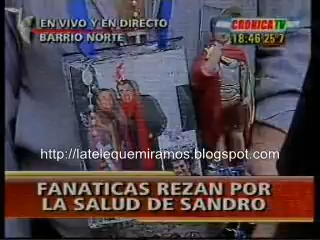 EN VIVO Y EN DIRECTO
BARRIO NORTE
CRONICA TV
18:46 25°7
http://latelequemiramos.blogspot.com
FANATICAS REZAN POR
LA SALUD DE SANDRO